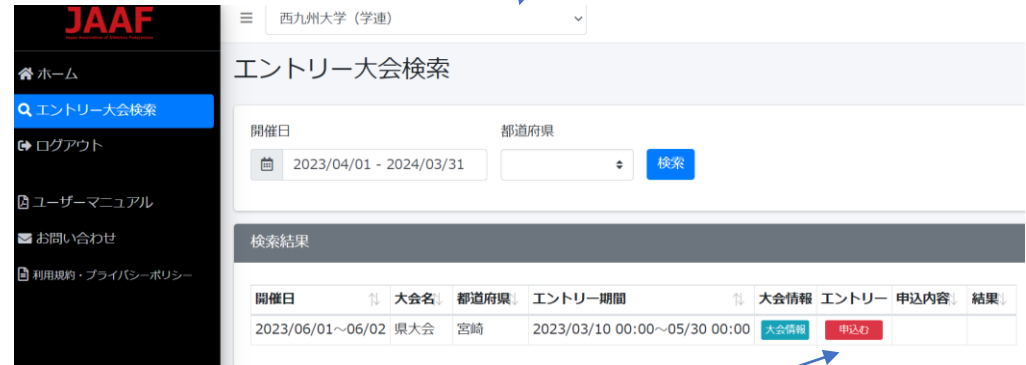 JAAF
西九州大学（学連）
ホーム
エントリー大会検索
ログアウト
ユーザーマニュアル
お問い合わせ
利用規約・プライバシーポリシー
エントリー大会検索
開催日 都道府県
2023/04/01 - 2024/03/31 検索
検索結果
開催日 大会名 都道府県 エントリー期間 大会情報 エントリー 申込内容 結果
2023/06/01～06/02 県大会 宮崎 2023/03/10 00:00～05/30 00:00 大会情報 申込む